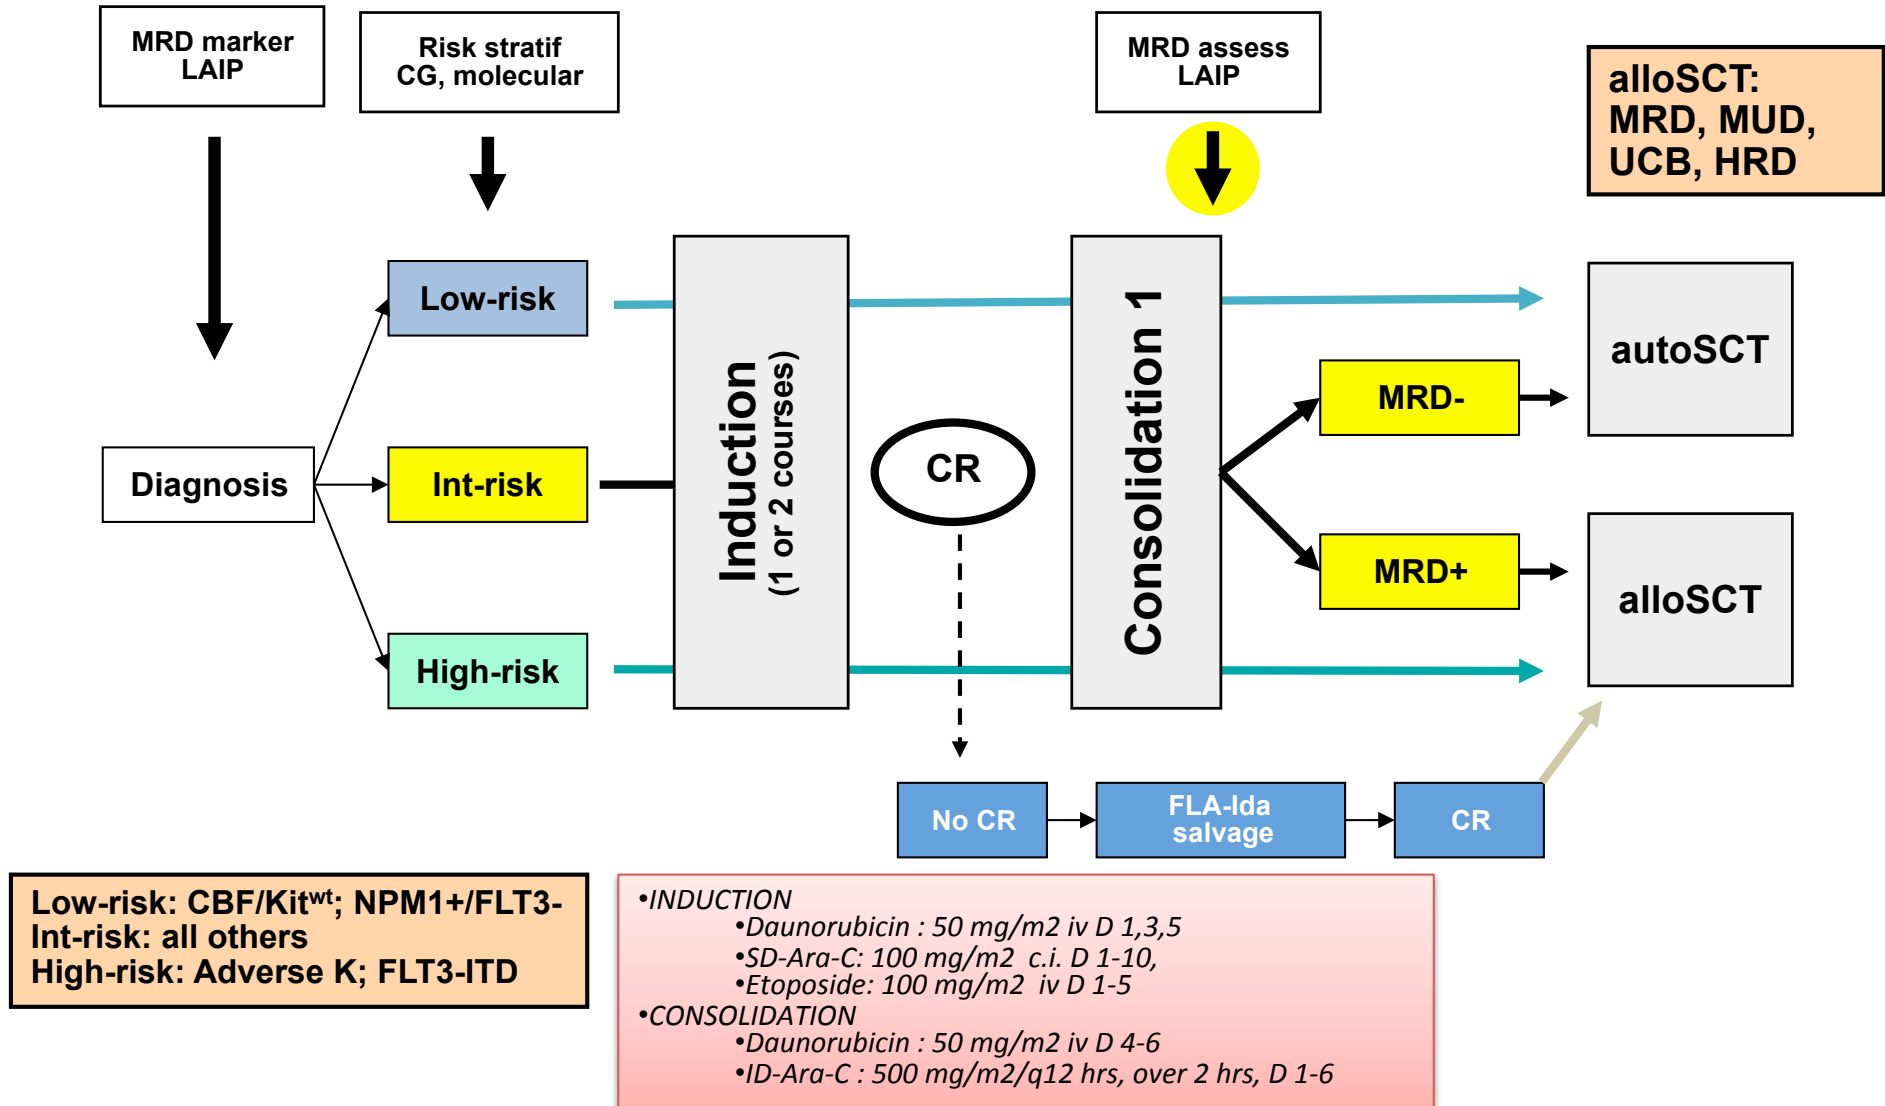 MRD marker
LAIP
Risk stratif
CG, molecular
MRD assess
LAIP
alloSCT:
MRD, MUD,
UCB, HRD
Low-risk
Diagnosis
Int-risk
High-risk
Induction
(1 or 2 courses)
CR
Consolidation 1
MRD-
MRD+
autoSCT
alloSCT
No CR
FLA-Ida
salvage
CR
Low-risk: CBF/Kitʷᵗ; NPM1+/FLT3-
Int-risk: all others
High-risk: Adverse K; FLT3-ITD
•INDUCTION
•Daunorubicin : 50 mg/m2 iv D 1,3,5
•SD-Ara-C: 100 mg/m2 c.i. D 1-10,
•Etoposide: 100 mg/m2 iv D 1-5
•CONSOLIDATION
•Daunorubicin : 50 mg/m2 iv D 4-6
•ID-Ara-C : 500 mg/m2/q12 hrs, over 2 hrs, D 1-6